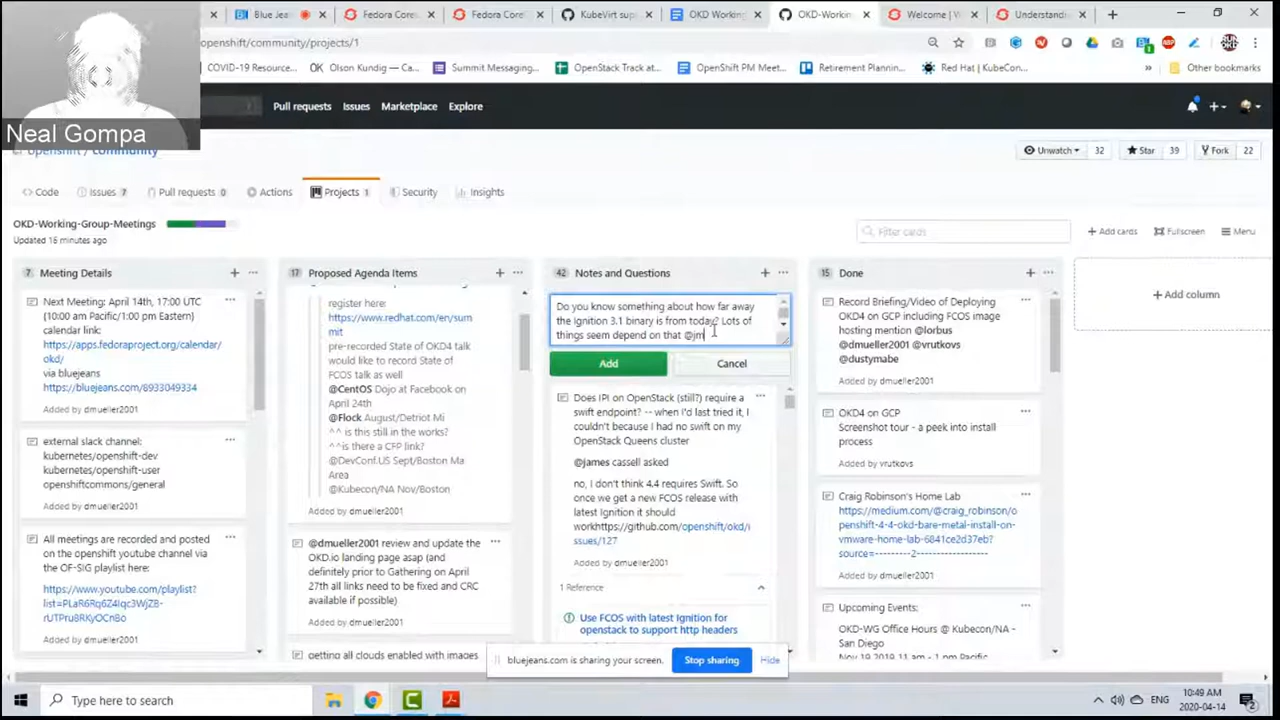 Blue Jea
Fedora Core
Fedora Core
KubeVirt sup
OKD Working
OKD-Working
Welcome | W
Understandi
openshift/community/projects/1
COVID-19 Resource...
Olson Kundig — Ca...
Summit Messaging...
OpenStack Track at...
OpenShift PM Meet...
Retirement Plannin...
Red Hat | KubeCon...
»
Other bookmarks
Neal Gompa
Pull requests
Issues
Marketplace
Explore
openshift / community
Unwatch
32
Star
39
Fork
22
Code
Issues 7
Pull requests 0
Actions
Projects 1
Security
Insights
OKD-Working-Group-Meetings
Updated 16 minutes ago
Filter cards
+ Add cards
Fullscreen
Menu
7 Meeting Details
Next Meeting: April 14th, 17:00 UTC
(10:00 am Pacific/1:00 pm Eastern)
calendar link:
https://apps.fedoraproject.org/calendar/
okd/
via bluejeans
https://bluejeans.com/8933049334
Added by dmueller2001
external slack channel:
kubernetes/openshift-dev
kubernetes/openshift-user
openshiftcommons/general
Added by dmueller2001
All meetings are recorded and posted
on the openshift youtube channel via
the OF-SIG playlist here:
https://www.youtube.com/playlist?
Added by dmueller2001
17 Proposed Agenda Items
register here:
https://www.redhat.com/en/sum
mit
pre-recorded State of OKD4 talk
would like to record State of
FCOS talk as well
@CentOS Dojo at Facebook on
April 24th
@Flock August/Detriot Mi
^^ is this still in the works?
^^is there a CFP link?
@DevConf.US Sept/Boston Ma
Area
@Kubecon/NA Nov/Boston
Added by dmueller2001
@dmueller2001 review and update the
OKD.io landing page asap (and
definitely prior to Gathering on April
27th all links need to be fixed and CRC
available if possible)
Added by dmueller2001
getting all clouds enabled with images
42 Notes and Questions
Do you know something about how far away
the Ignition 3.1 binary is from today? Lots of
things seem depend on that @jm
Add
Cancel
Does IPI on OpenStack (still?) require a
swift endpoint? -- when I'd last tried it, I
couldn't because I had no swift on my
OpenStack Queens cluster
@james cassell asked
no, I don't think 4.4 requires Swift. So
once we get a new FCOS release with
latest Ignition it should
workhttps://github.com/openshift/okd/i
ssues/127
Added by dmueller2001
1 Reference
Use FCOS with latest Ignition for
openstack to support http headers
15 Done
Record Briefing/Video of Deploying
OKD4 on GCP including FCOS image
hosting mention @lorbus
@dmueller2001 @vrutkovs
@dustymabe
Added by dmueller2001
OKD4 on GCP
Screenshot tour - a peek into install
process
Added by vrutkovs
Craig Robinson's Home Lab
https://medium.com/@craig_robinson/o
penshift-4-4-okd-bare-metal-install-on-
vmware-home-lab-6841ce2d37eb?
source=---------2------------------
Added by dmueller2001
Upcoming Events:
OKD-WG Office Hours @ Kubecon/NA -
San Diego
Nov 19 2019 11 am - 1 pm Pacific
+ Add column
bluejeans.com is sharing your screen.
Stop sharing
Hide
Type here to search
ENG
10:49 AM
2020-04-14
2